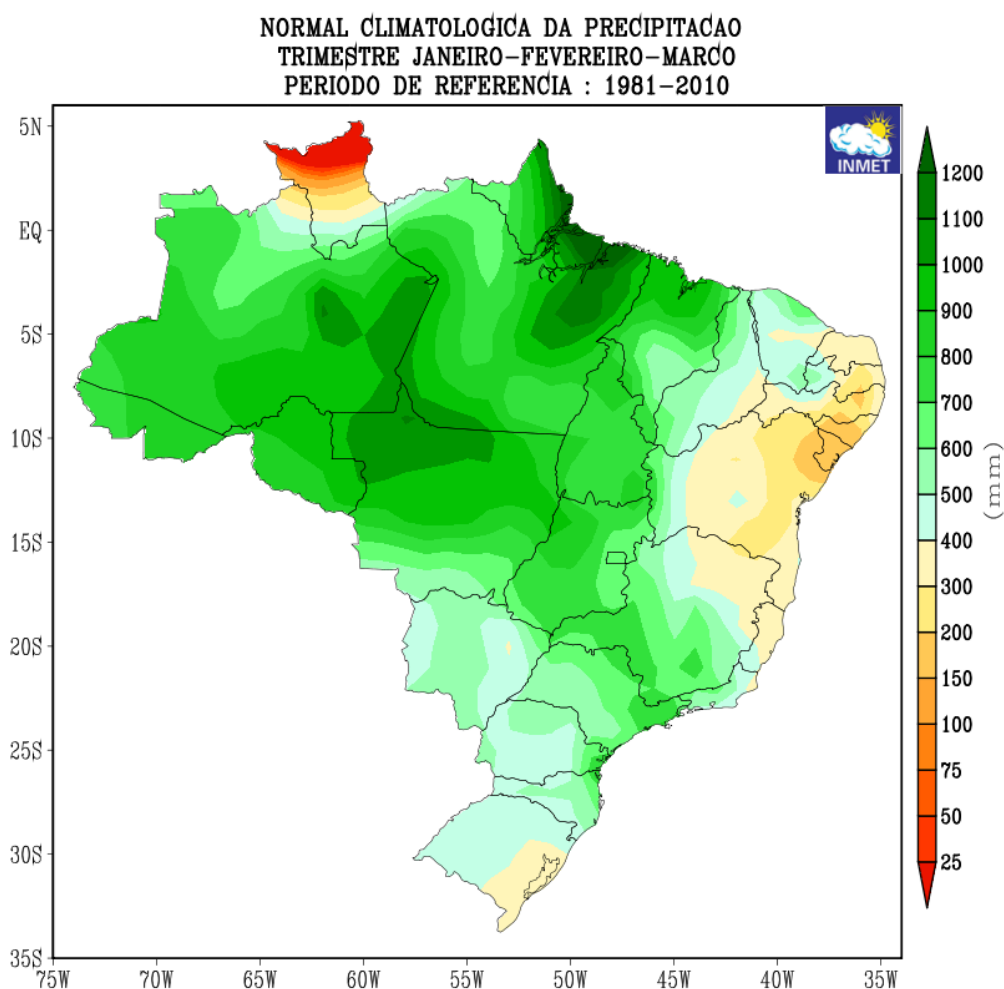 NORMAL CLIMATOLOGICA DA PRECIPITACAO
TRIMESTRE JANEIRO-FEVEREIRO-MARCO
PERIODO DE REFERENCIA : 1981-2010
INMET
5N
EQ
5S
10S
15S
20S
25S
30S
35S
75W 70W 65W 60W 55W 50W 45W 40W 35W
1200
1100
1000
900
800
700
600
500
400
300
200
150
100
75
50
25
(mm)